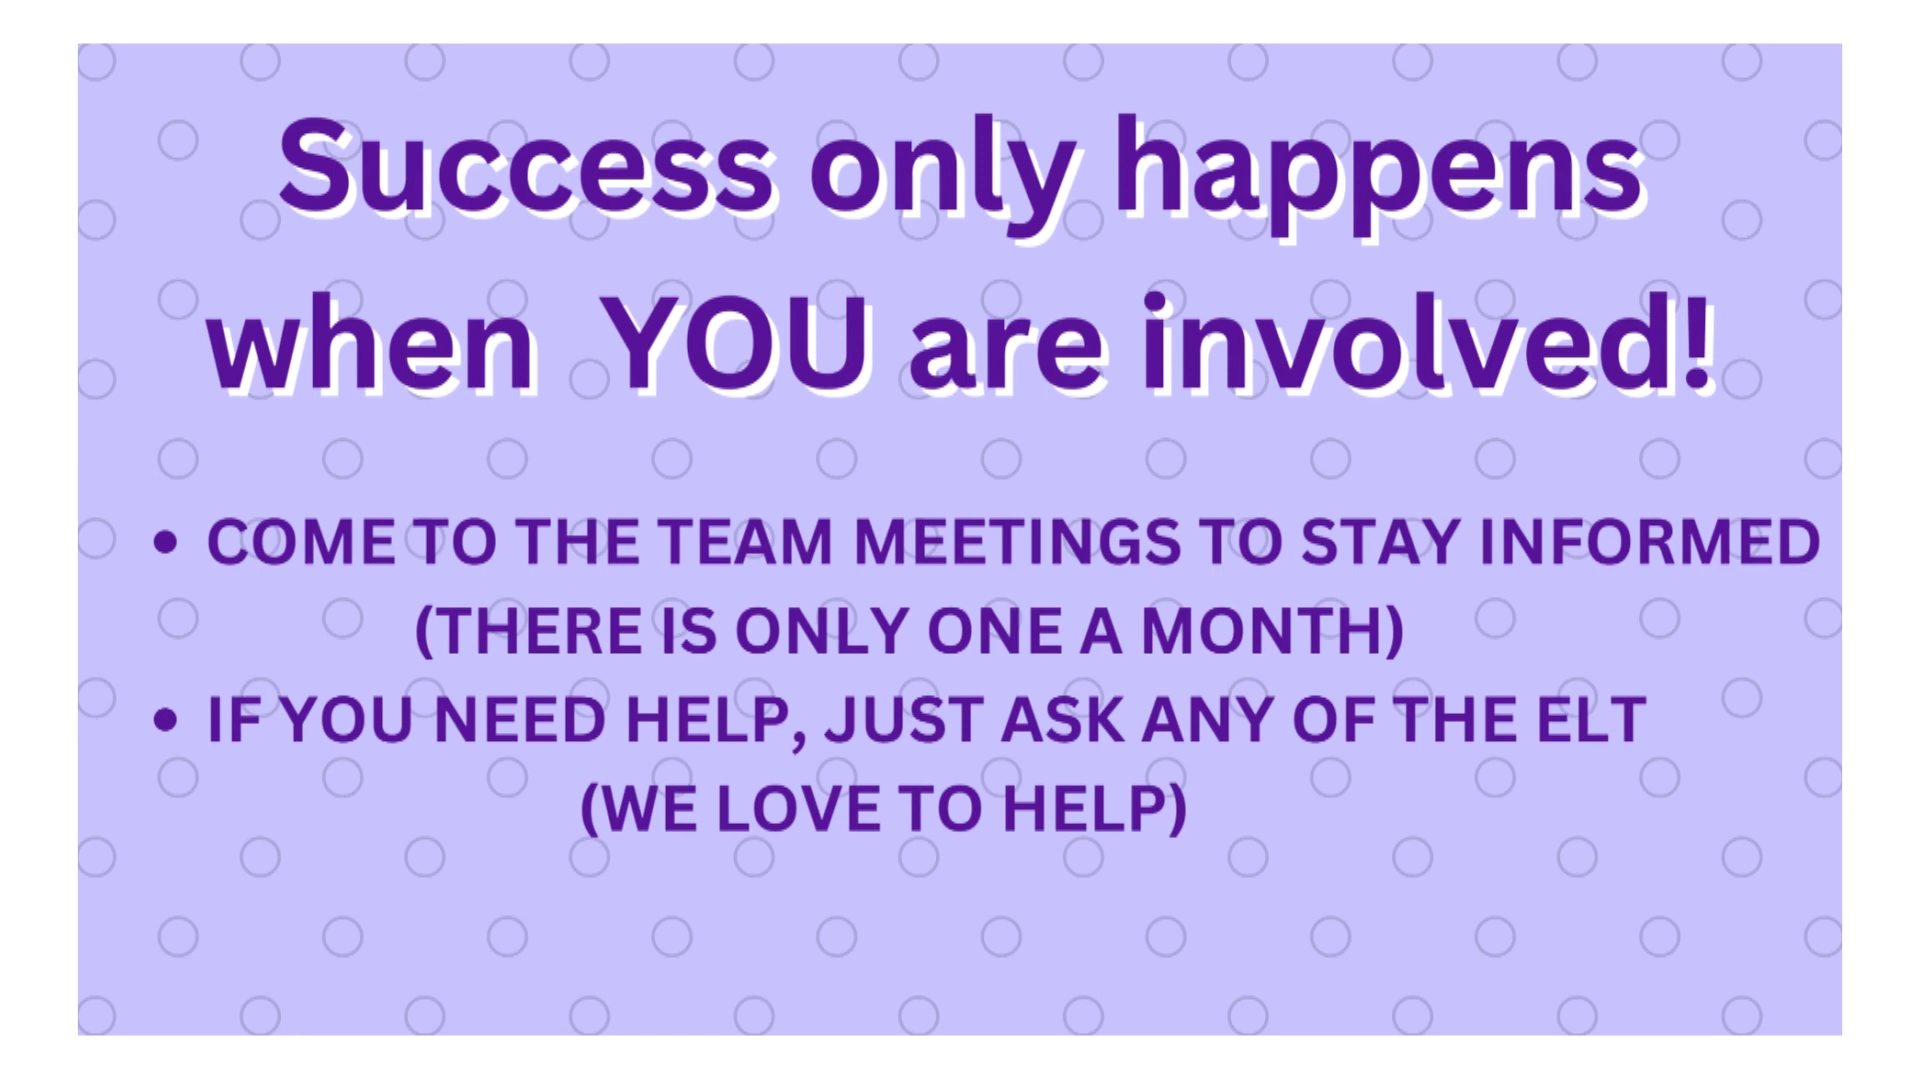 Success only happens
when YOU are involved!
• COME TO THE TEAM MEETINGS TO STAY INFORMED
(THERE IS ONLY ONE A MONTH)
• IF YOU NEED HELP, JUST ASK ANY OF THE ELT
(WE LOVE TO HELP)